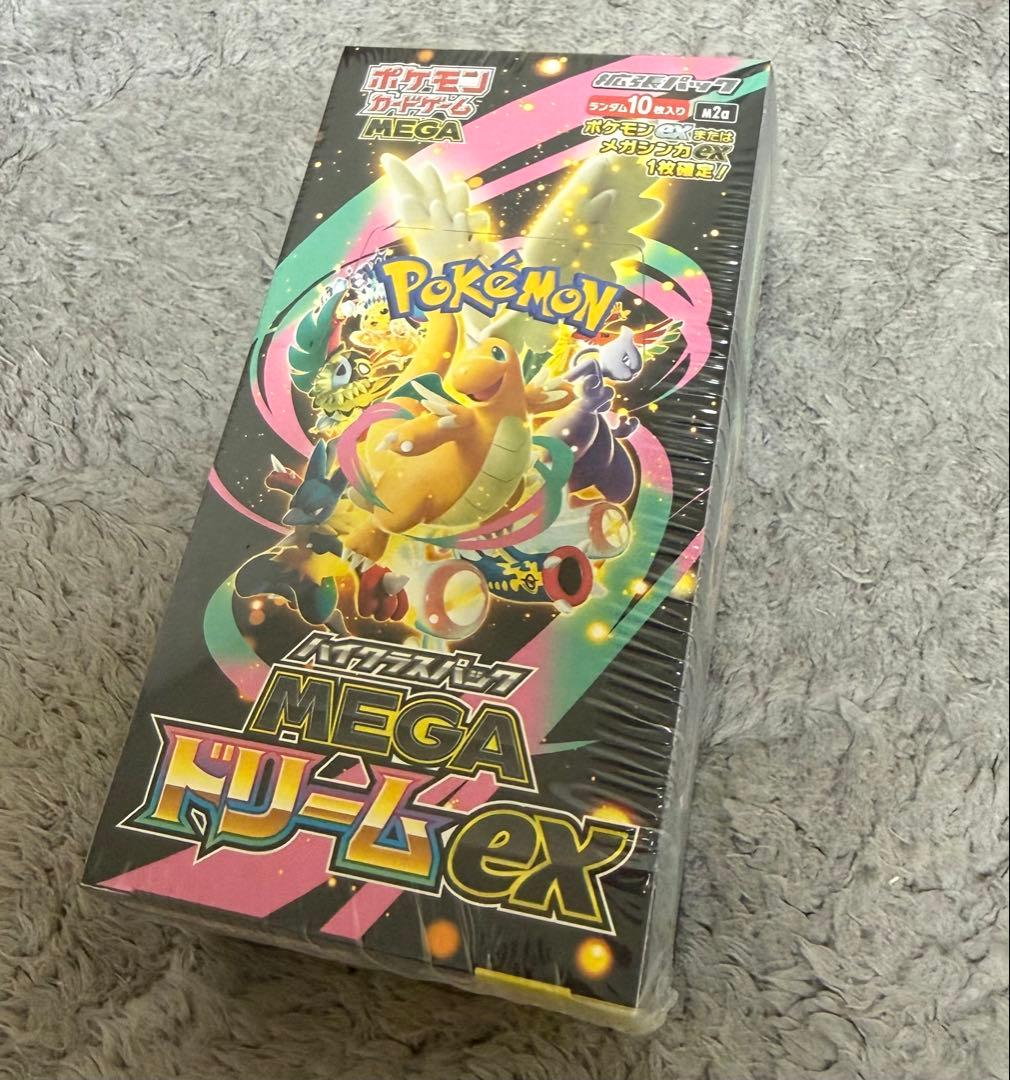 ポケモン
カードゲーム
MEGA
拡張パック
ランダム10枚入り
M2a
ポケモンexまたは
メガシンカex
1枚確定!
POKéMON
ハイクラスパック
MEGA
ドリームex